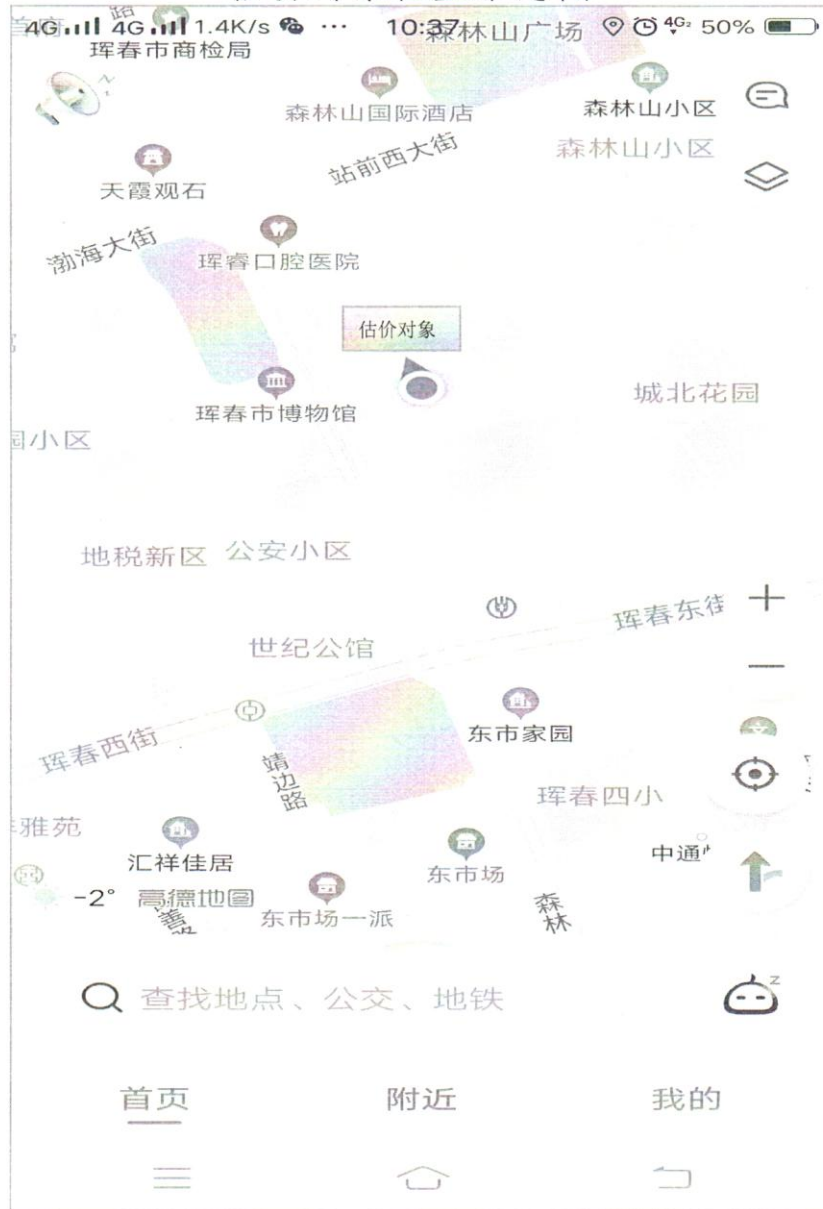 4G 4G 1.4K/s ... 10:37 4G2 50%
森林山广场
珲春市商检局
森林山国际酒店
森林山小区
森林山小区
站前西大街
天霞观石
渤海大街
珲睿口腔医院
估价对象
珲春市博物馆
城北花园
小区
地税新区
公安小区
珲春东街
世纪公馆
东市家园
珲春西街
靖边路
珲春四小
雅苑
汇祥佳居
东市场
中通
-2°
高德地图
东市场一派
森林
查找地点、公交、地铁
首页
附近
我的